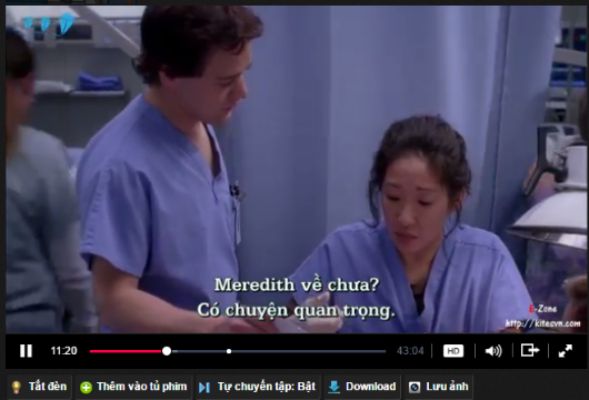 Meredith về chưa?
Có chuyện quan trọng.
E-Zone
http://kitesvn.com
11:20
43:04
HD
Tắt đèn
Thêm vào tủ phim
Tự chuyển tập: Bật
Download
Lưu ảnh